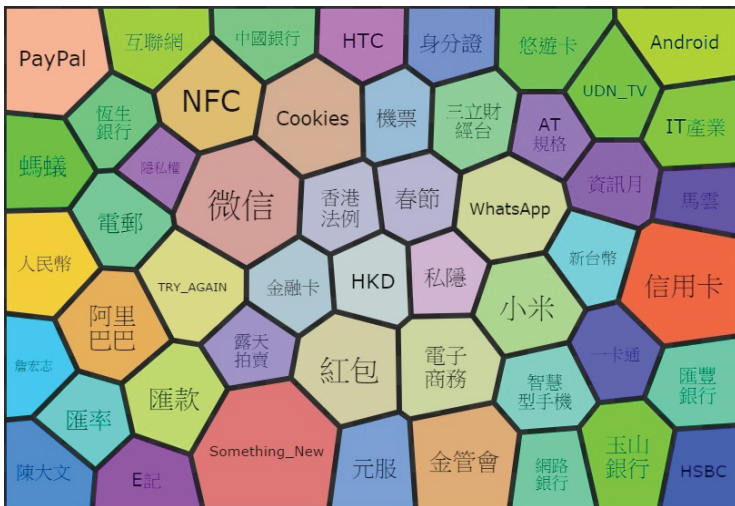 PayPal
互聯網
中國銀行
HTC
身分證
悠遊卡
Android
UDN_TV
NFC
Cookies
機票
三立財
經台
AT
規格
IT產業
恆生
銀行
隱私權
螞蟻
微信
香港
法例
春節
WhatsApp
資訊月
馬雲
電郵
人民幣
TRY_AGAIN
金融卡
HKD
私隱
小米
新台幣
信用卡
阿里
巴巴
露天
拍賣
紅包
電子
商務
智慧
型手機
一卡通
匯豐
銀行
詹宏志
匯率
匯款
Something_New
元服
金管會
網路
銀行
玉山
銀行
HSBC
陳大文
E記